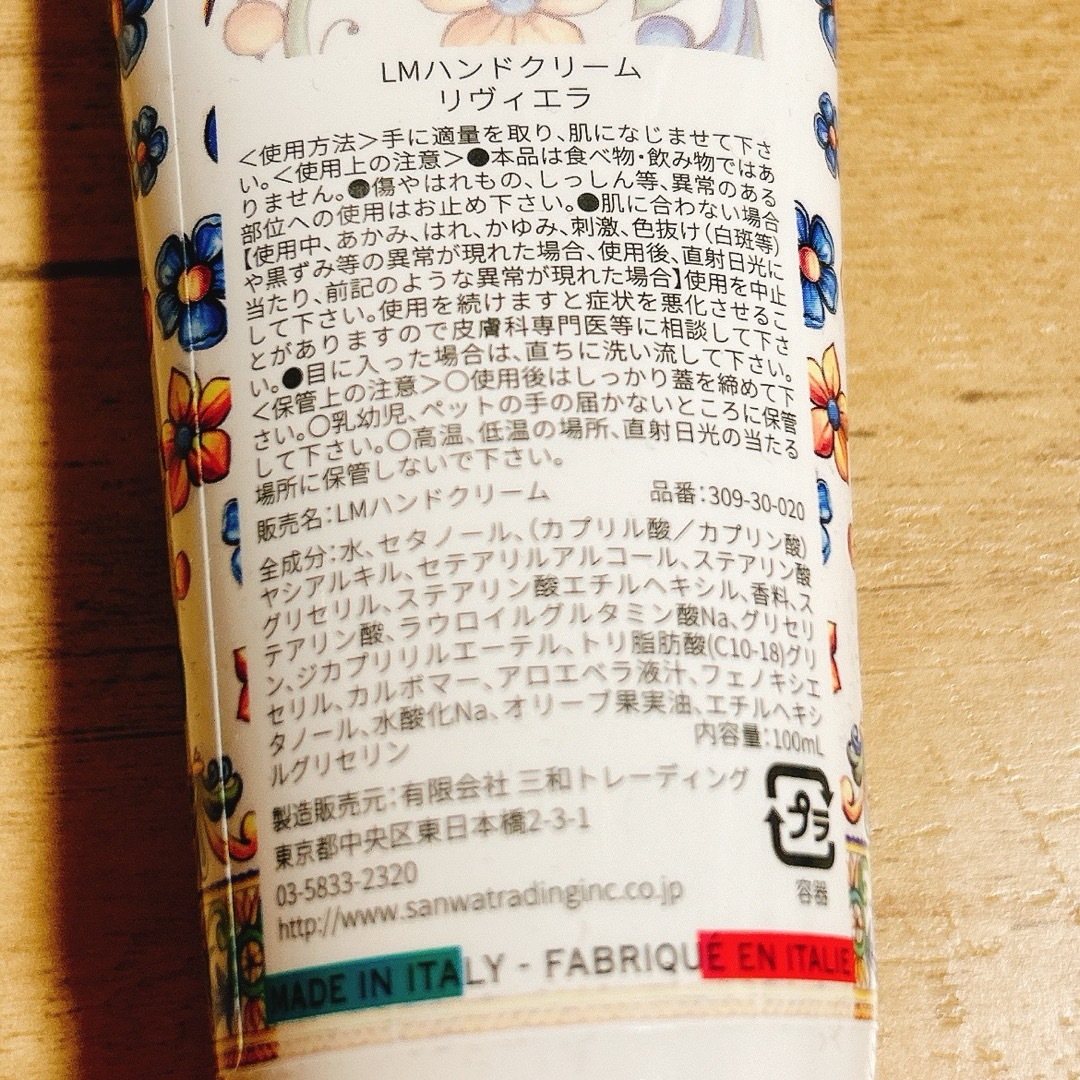 LMハンドクリーム
リヴィエラ
＜使用方法＞手に適量を取り、肌になじませて下さ
い。＜使用上の注意＞●本品は食べ物・飲み物ではあ
りません。●傷やはれもの、しっしん等、異常のある
部位への使用はお止め下さい。●肌に合わない場合
【使用中、あかみ、はれ、かゆみ、刺激、色抜け（白斑等）
や黒ずみ等の異常が現れた場合、使用後、直射日光に
当たり、前記のような異常が現れた場合】使用を中止
して下さい。使用を続けますと症状を悪化させるこ
とがありますので皮膚科専門医等に相談して下さ
い。●目に入った場合は、直ちに洗い流して下さい。
＜保管上の注意＞○使用後はしっかり蓋を締めて下
さい。○乳幼児、ペットの手の届かないところに保管
して下さい。○高温、低温の場所、直射日光の当たる
場所に保管しないで下さい。
販売名：LMハンドクリーム 品番：309-30-020
全成分：水、セタノール、（カプリル酸／カプリン酸）
ヤシアルキル、セテアリルアルコール、ステアリン酸
グリセリル、ステアリン酸エチルヘキシル、香料、ス
テアリン酸、ラウロイルグルタミン酸Na、グリセリ
ン、ジカプリリルエーテル、トリ脂肪酸(C10-18)グリ
セリル、カルボマー、アロエベラ液汁、フェノキシエ
タノール、水酸化Na、オリーブ果実油、エチルヘキシ
ルグリセリン 内容量：100mL
製造販売元：有限会社 三和トレーディング
東京都中央区東日本橋2-3-1
03-5833-2320
http://www.sanwatradinginc.co.jp
プラ
容器
MADE IN ITALY - FABRIQUÉ EN ITALIE